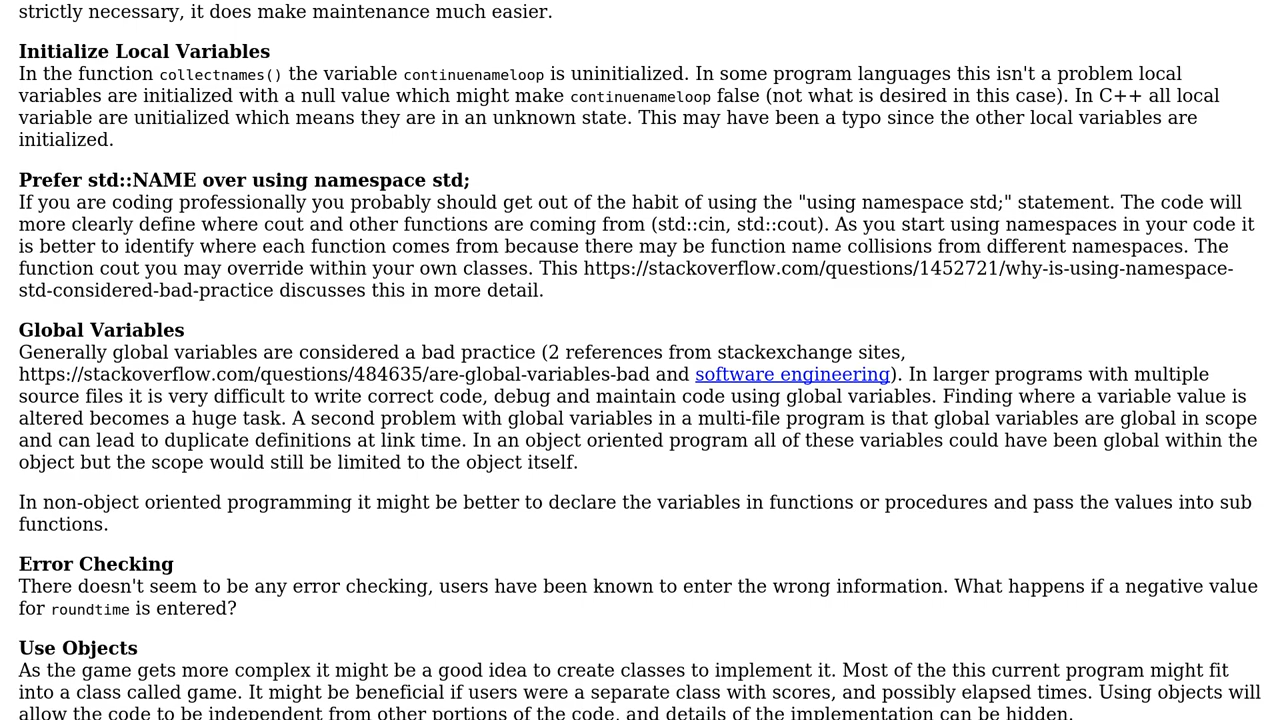 strictly necessary, it does make maintenance much easier.
Initialize Local Variables
In the function collectnames() the variable continuenameloop is uninitialized. In some program languages this isn't a problem local
variables are initialized with a null value which might make continuenameloop false (not what is desired in this case). In C++ all local
variable are unitialized which means they are in an unknown state. This may have been a typo since the other local variables are
initialized.
Prefer std::NAME over using namespace std;
If you are coding professionally you probably should get out of the habit of using the "using namespace std;" statement. The code will
more clearly define where cout and other functions are coming from (std::cin, std::cout). As you start using namespaces in your code it
is better to identify where each function comes from because there may be function name collisions from different namespaces. The
function cout you may override within your own classes. This https://stackoverflow.com/questions/1452721/why-is-using-namespace-
std-considered-bad-practice discusses this in more detail.
Global Variables
Generally global variables are considered a bad practice (2 references from stackexchange sites,
https://stackoverflow.com/questions/484635/are-global-variables-bad and software engineering). In larger programs with multiple
source files it is very difficult to write correct code, debug and maintain code using global variables. Finding where a variable value is
altered becomes a huge task. A second problem with global variables in a multi-file program is that global variables are global in scope
and can lead to duplicate definitions at link time. In an object oriented program all of these variables could have been global within the
object but the scope would still be limited to the object itself.
In non-object oriented programming it might be better to declare the variables in functions or procedures and pass the values into sub
functions.
Error Checking
There doesn't seem to be any error checking, users have been known to enter the wrong information. What happens if a negative value
for roundtime is entered?
Use Objects
As the game gets more complex it might be a good idea to create classes to implement it. Most of the this current program might fit
into a class called game. It might be beneficial if users were a separate class with scores, and possibly elapsed times. Using objects will
allow the code to be independent from other portions of the code, and details of the implementation can be hidden.